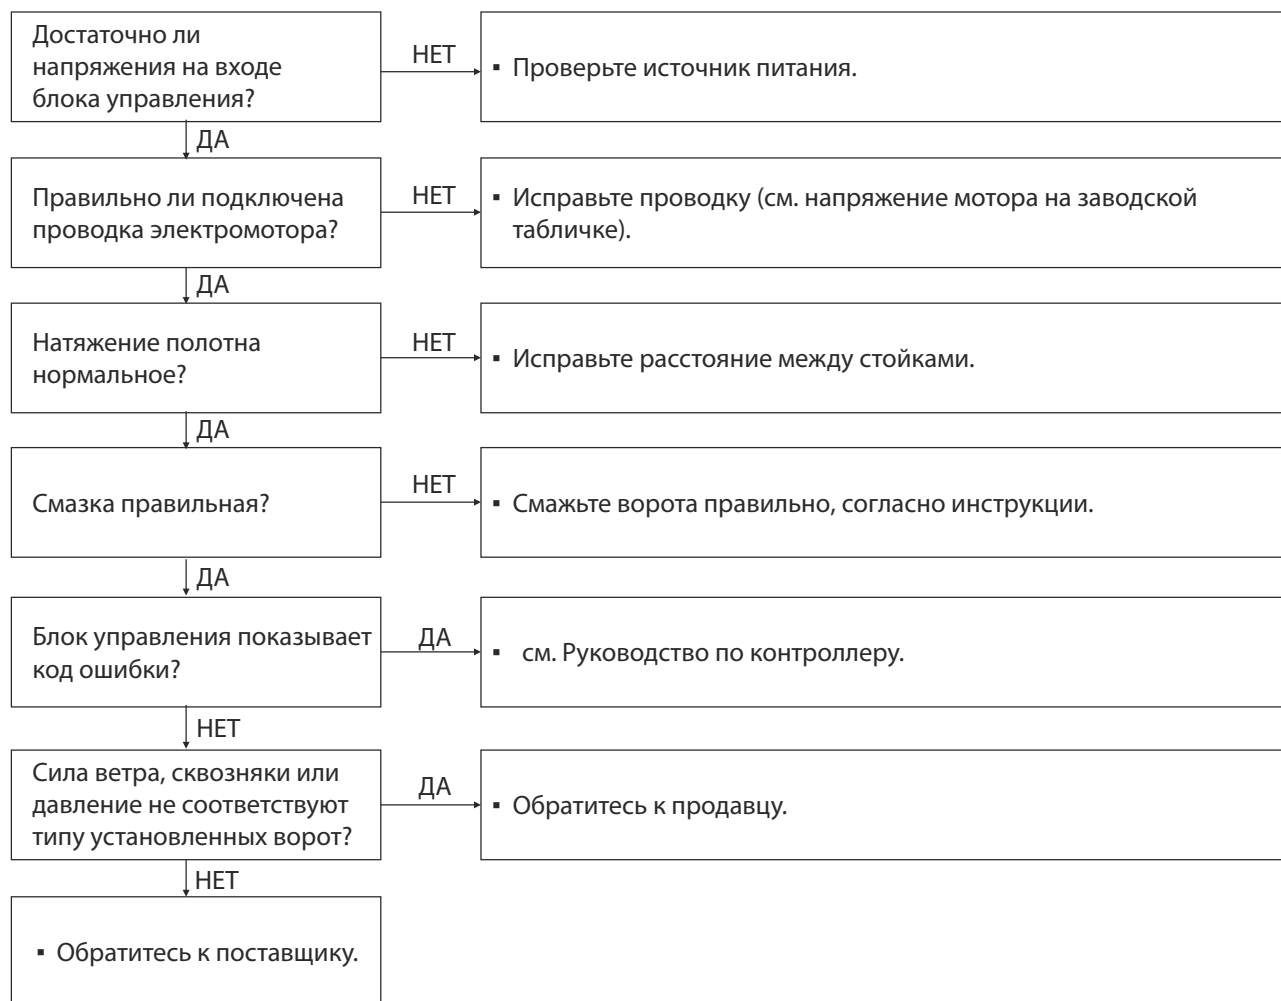 Достаточно ли
напряжения на входе
блока управления?
НЕТ
▪ Проверьте источник питания.
ДА
Правильно ли подключена
проводка электромотора?
НЕТ
▪ Исправьте проводку (см. напряжение мотора на заводской
табличке).
ДА
Натяжение полотна
нормальное?
НЕТ
▪ Исправьте расстояние между стойками.
ДА
Смазка правильная?
НЕТ
▪ Смажьте ворота правильно, согласно инструкции.
ДА
Блок управления показывает
код ошибки?
ДА
▪ см. Руководство по контроллеру.
НЕТ
Сила ветра, сквозняки или
давление не соответствуют
типу установленных ворот?
ДА
▪ Обратитесь к продавцу.
НЕТ
▪ Обратитесь к поставщику.